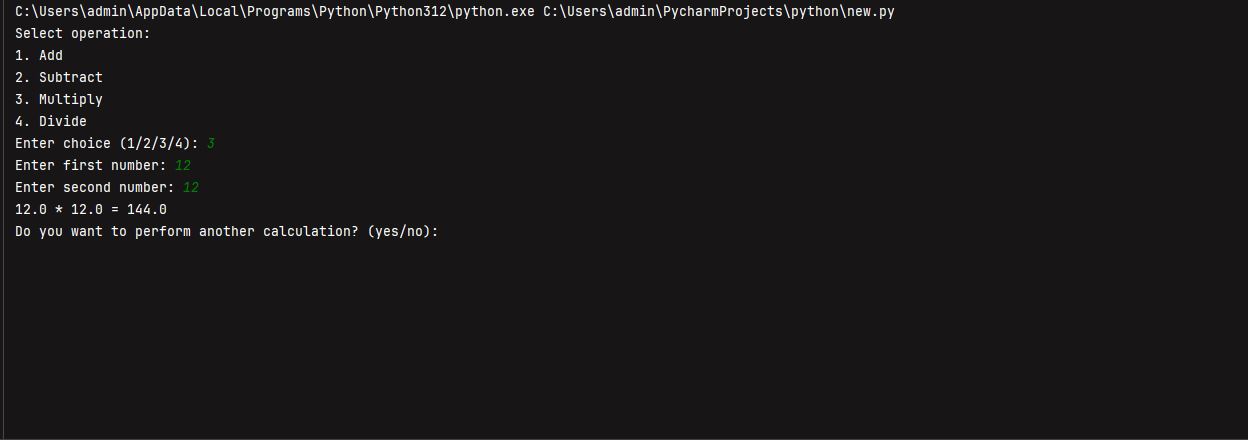 C:\Users\admin\AppData\Local\Programs\Python\Python312\python.exe C:\Users\admin\PycharmProjects\python\new.py
Select operation:
1. Add
2. Subtract
3. Multiply
4. Divide
Enter choice (1/2/3/4): 3
Enter first number: 12
Enter second number: 12
12.0 * 12.0 = 144.0
Do you want to perform another calculation? (yes/no):